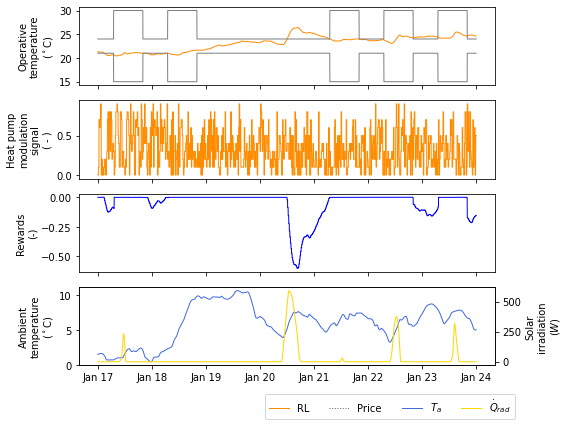 Operative
temperature
(°C)
30
25
20
15
Heat pump
modulation
signal
( - )
0.5
0.0
Rewards
(-)
0.00
−0.25
−0.50
Ambient
temperature
(°C)
10
5
0
Solar
irradiation
(W)
500
250
0
Jan 17 Jan 18 Jan 19 Jan 20 Jan 21 Jan 22 Jan 23 Jan 24
RL Price Tₐ Q̇rad